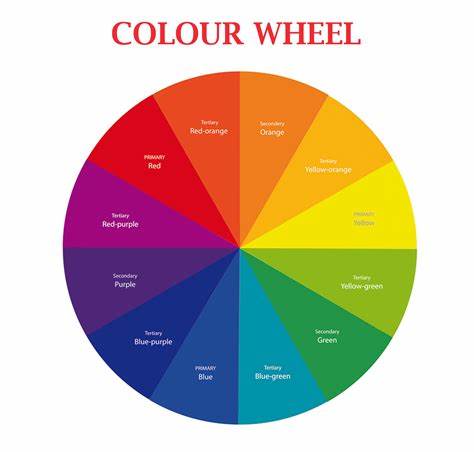 COLOUR WHEEL
Tertiary
Red-orange
Secondery
Orange
Tertiary
Yellow-orange
PRIMARY
Yellow
Tertiary
Yellow-green
Secondary
Green
Tertiary
Blue-green
PRIMARY
Blue
Tertiary
Blue-purple
Secondary
Purple
Tertiary
Red-purple
PRIMARY
Red